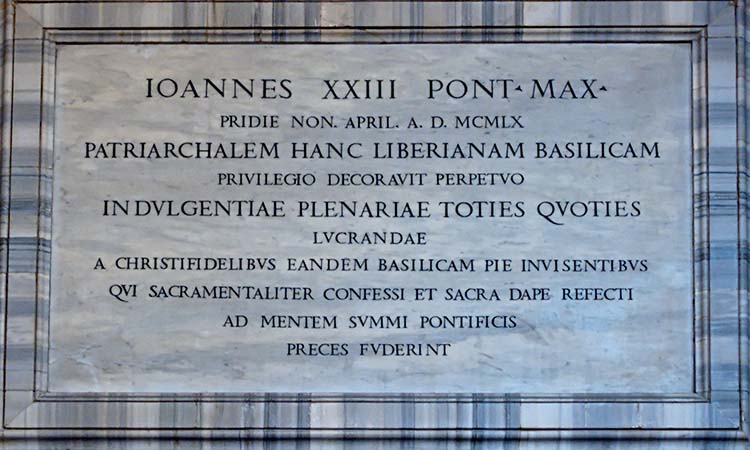 IOANNES XXIII PONT· MAX·
PRIDIE NON. APRIL. A. D. MCMLX
PATRIARCHALEM HANC LIBERIANAM BASILICAM
PRIVILEGIO DECORAVIT PERPETVO
INDVLGENTIAE PLENARIAE TOTIES QVOTIES
LVCRANDAE
A CHRISTIFIDELIBVS EANDEM BASILICAM PIE INVISENTIBVS
QVI SACRAMENTALITER CONFESSI ET SACRA DAPE REFECTI
AD MENTEM SVMMI PONTIFICIS
PRECES FVDERINT